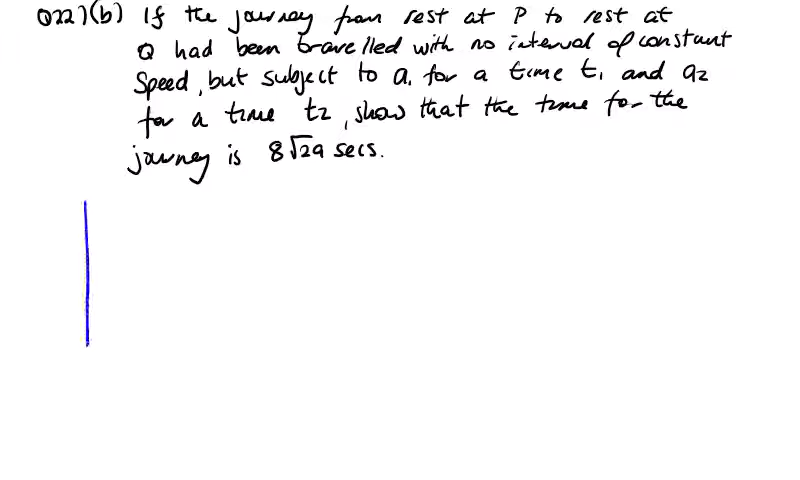 Q22)(b) If the journey from rest at P to rest at
Q had been travelled with no interval of constant
Speed, but subject to a₁ for a time t₁ and a₂
for a time t₂, show that the time for the
journey is 8√29 secs.